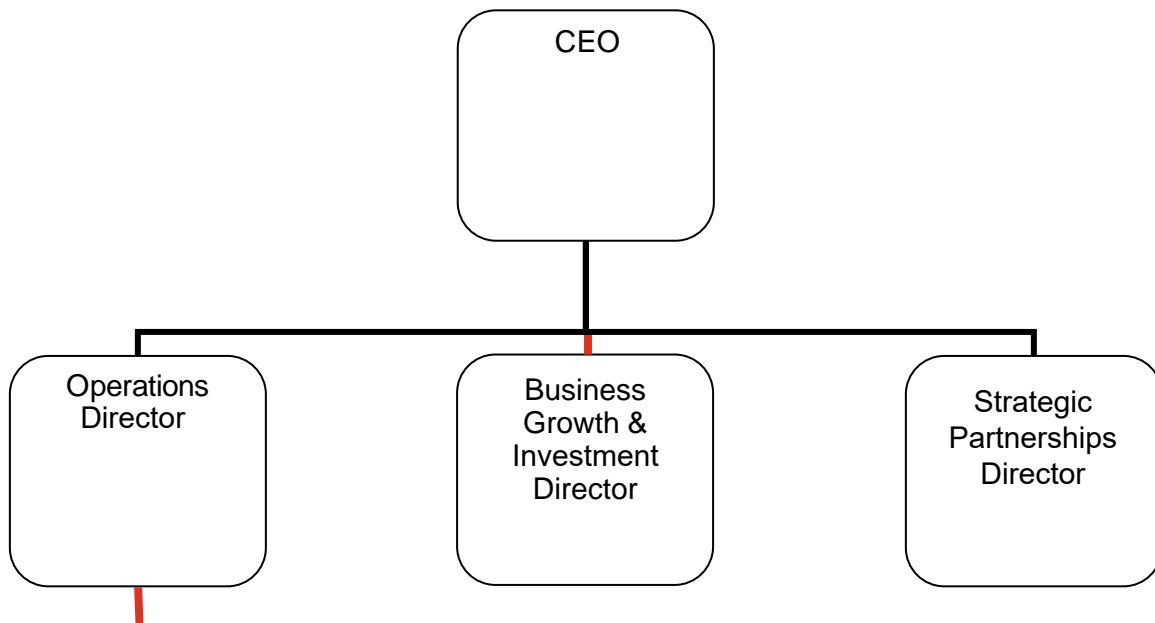 CEO
Operations
Director
Business
Growth &
Investment
Director
Strategic
Partnerships
Director